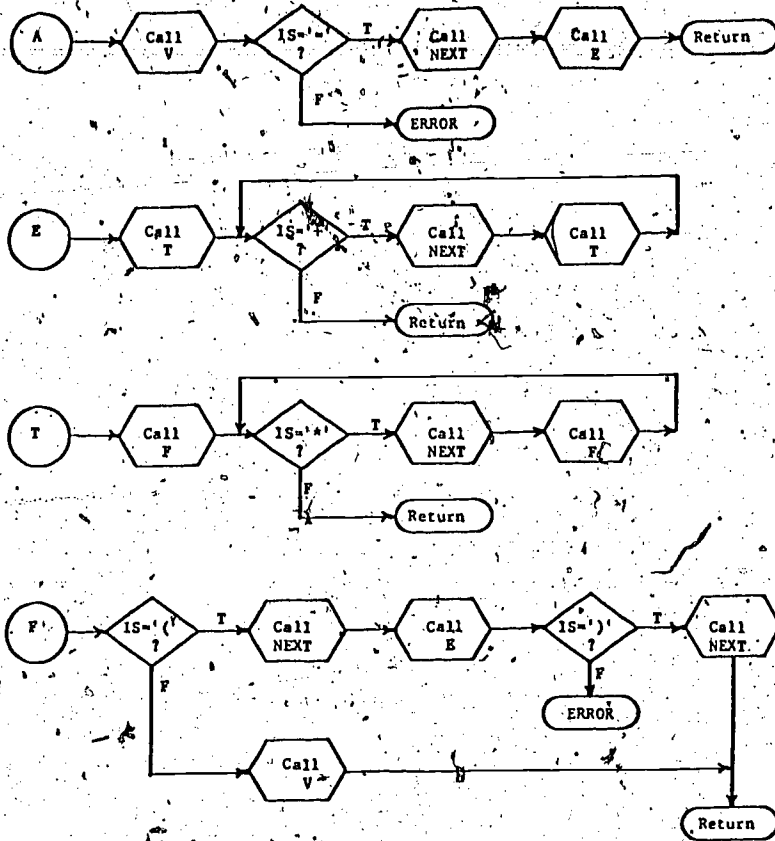 A
Call
V
IS='='
?
T
Call
NEXT
Call
E
Return
F
ERROR
E
Call
T
IS='+
?
T
Call
NEXT
Call
T
F
Return
T
Call
F
IS='*'
?
T
Call
NEXT
Call
F
F
Return
F
IS='('
?
T
Call
NEXT
Call
E
IS=')'
?
T
Call
NEXT
F
F
ERROR
Call
V
Return